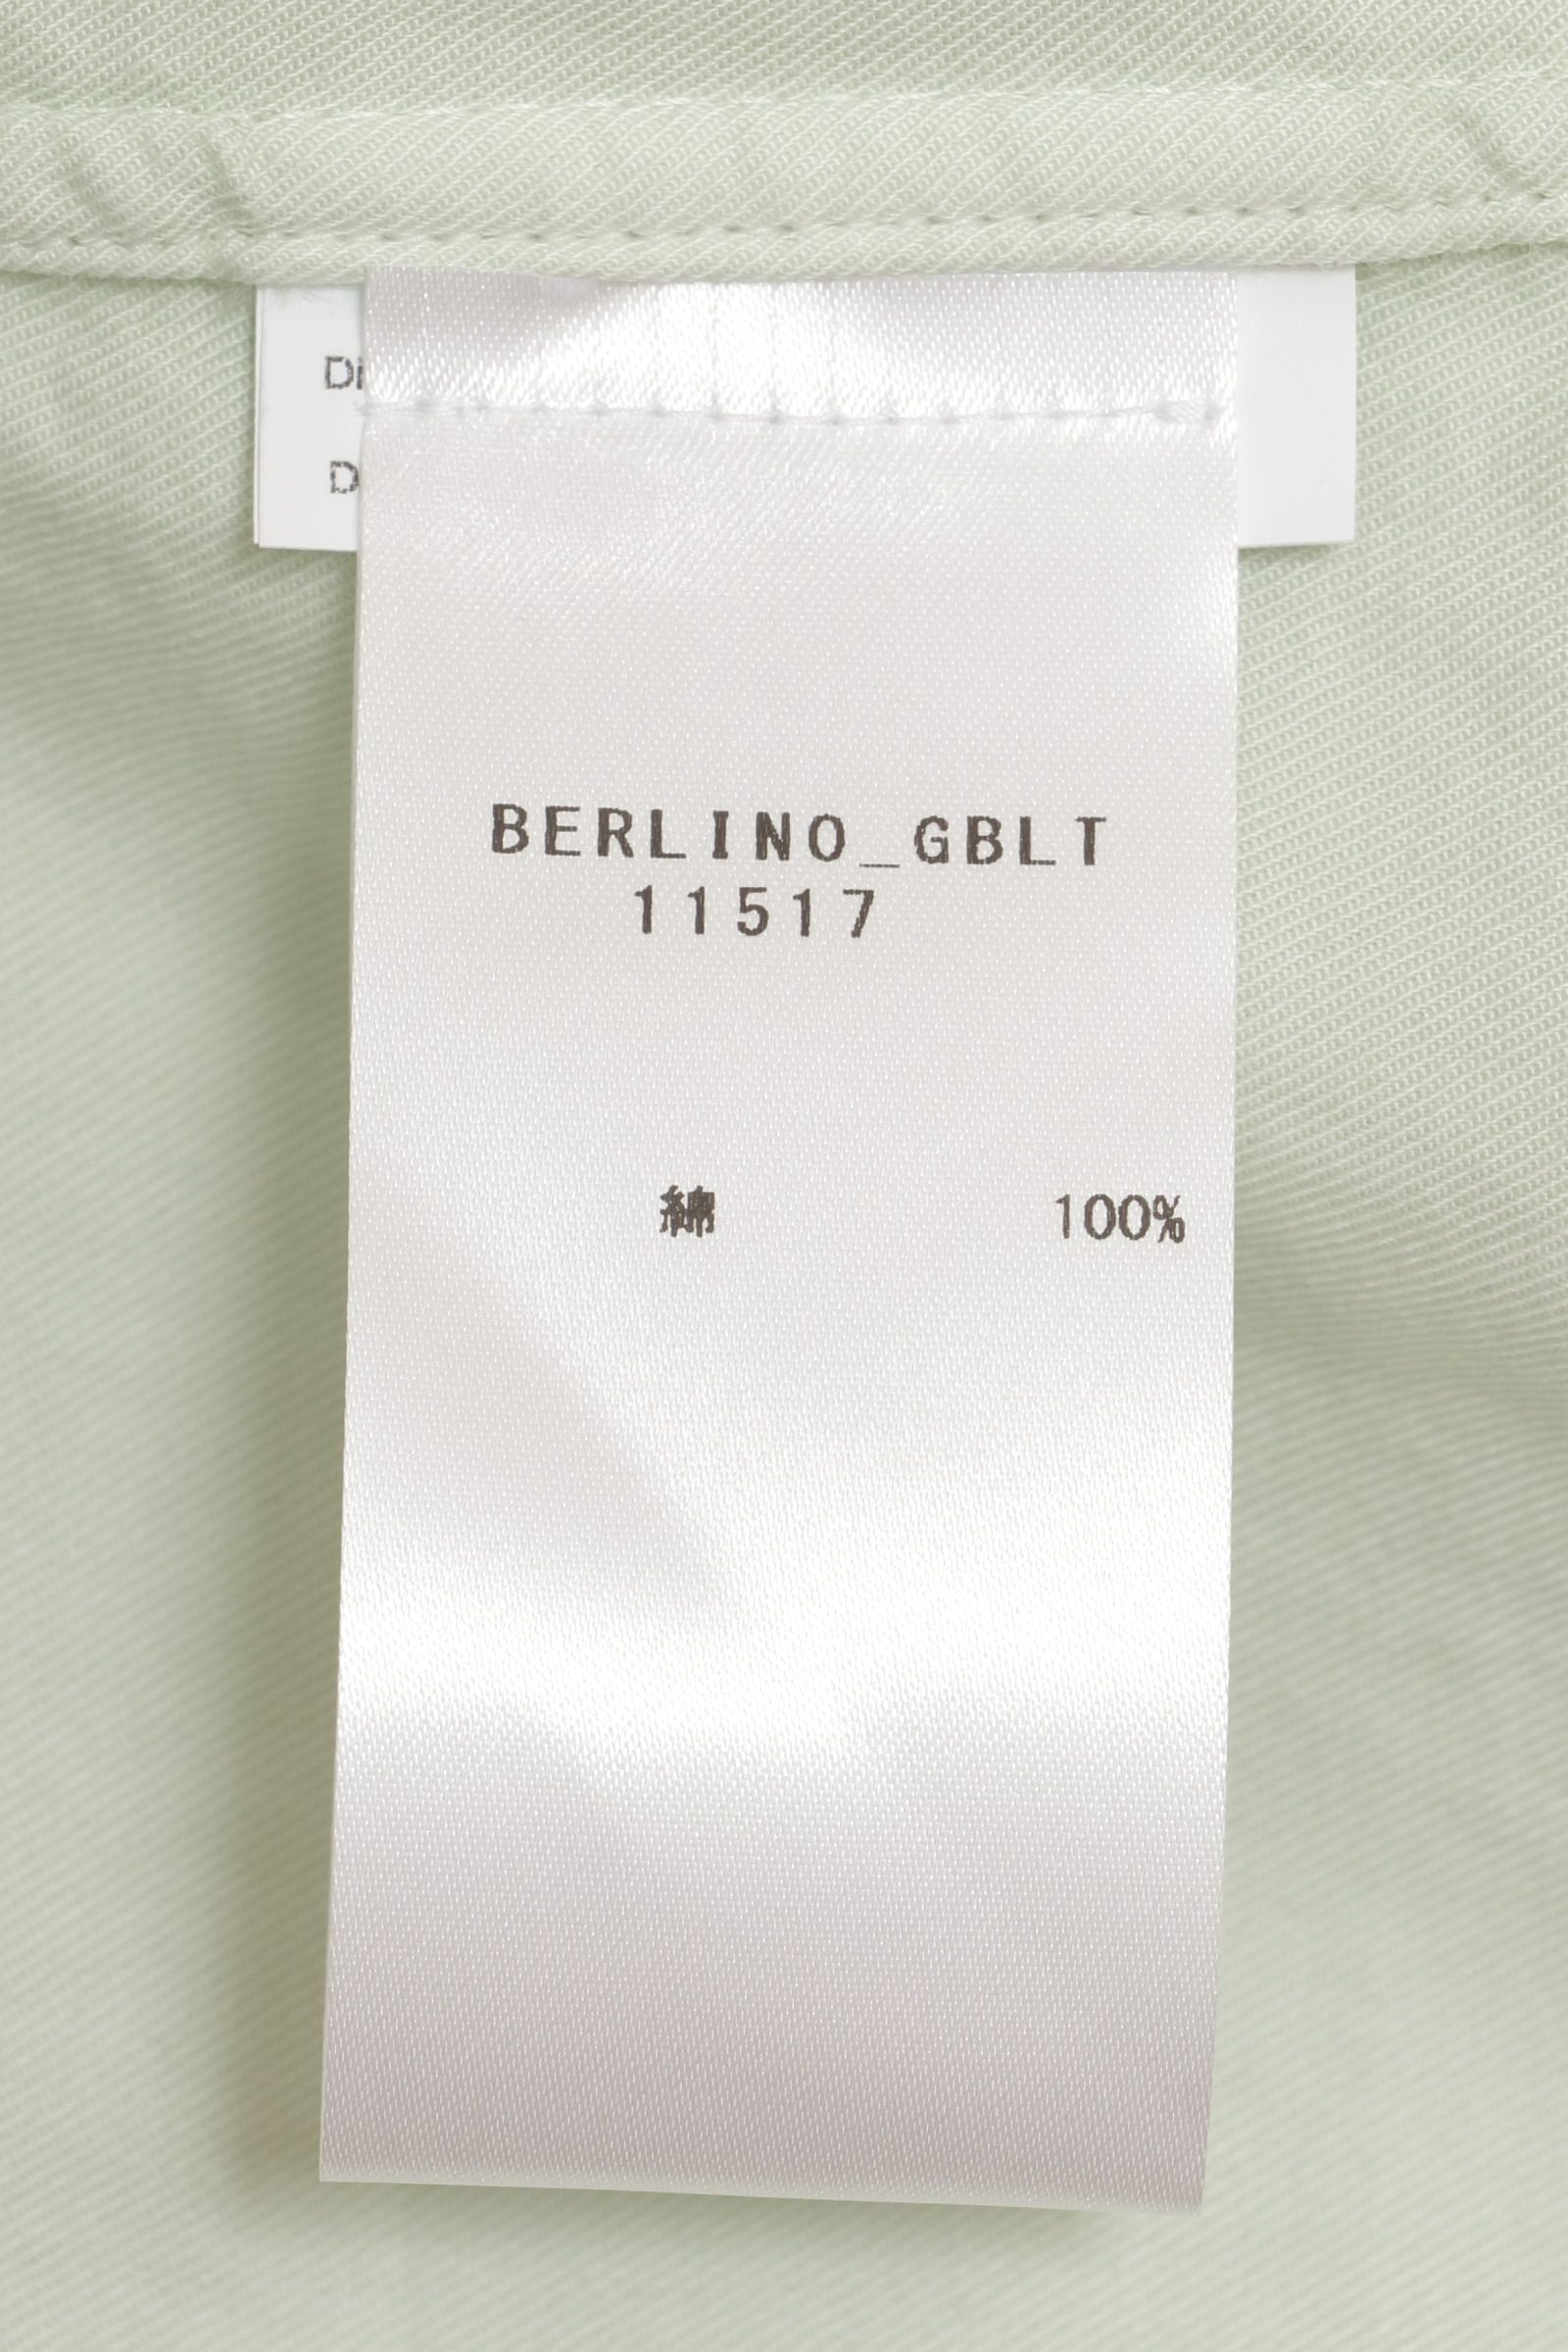 BERLINO_GBLT
11517
綿 100%